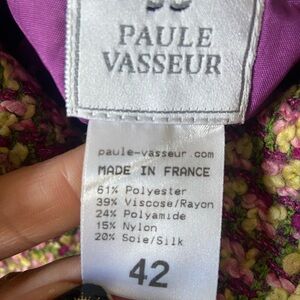 PAULE
VASSEUR
paule-vasseur.com
MADE IN FRANCE
61% Polyester
39% Viscose/Rayon
24% Polyamide
15% Nylon
20% Soie/Silk
42